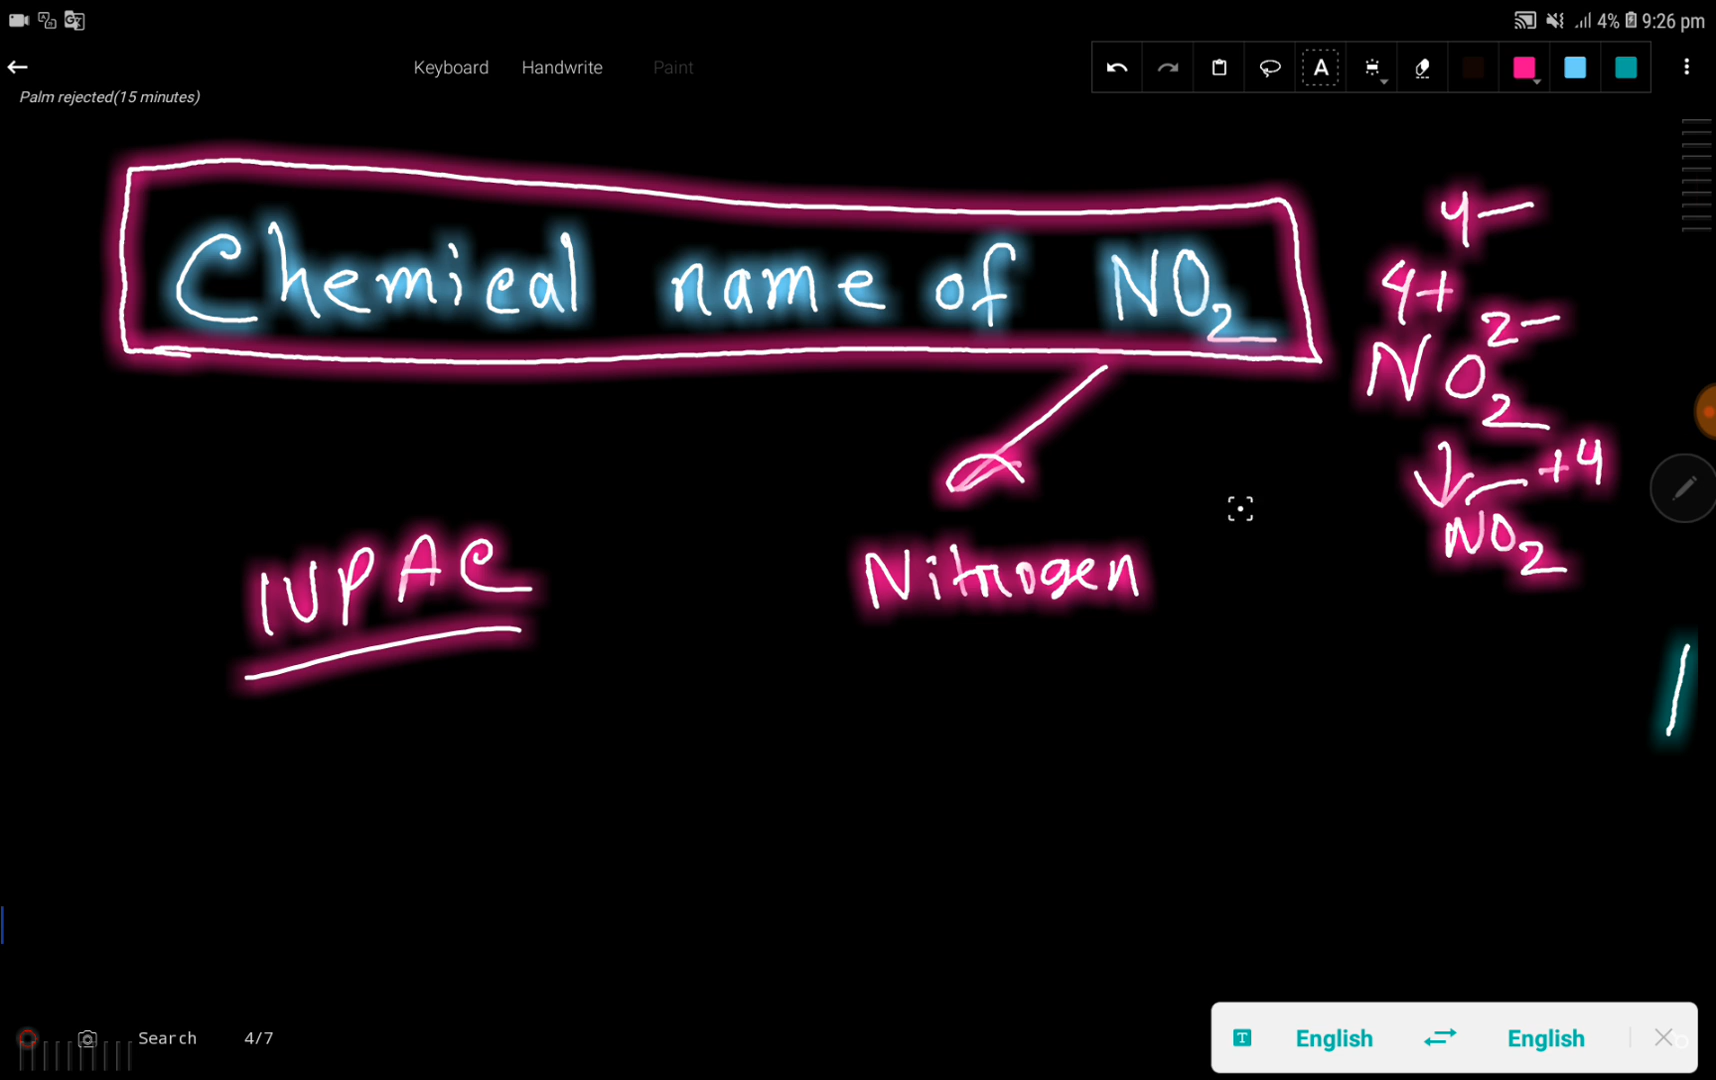 4% 9:26 pm
Keyboard Handwrite Paint
A
Palm rejected(15 minutes)
Chemical name of NO2
4-
4+
2-
NO2
+4
NO2
IUPAC
Nitrogen
Search 4/7
T English English